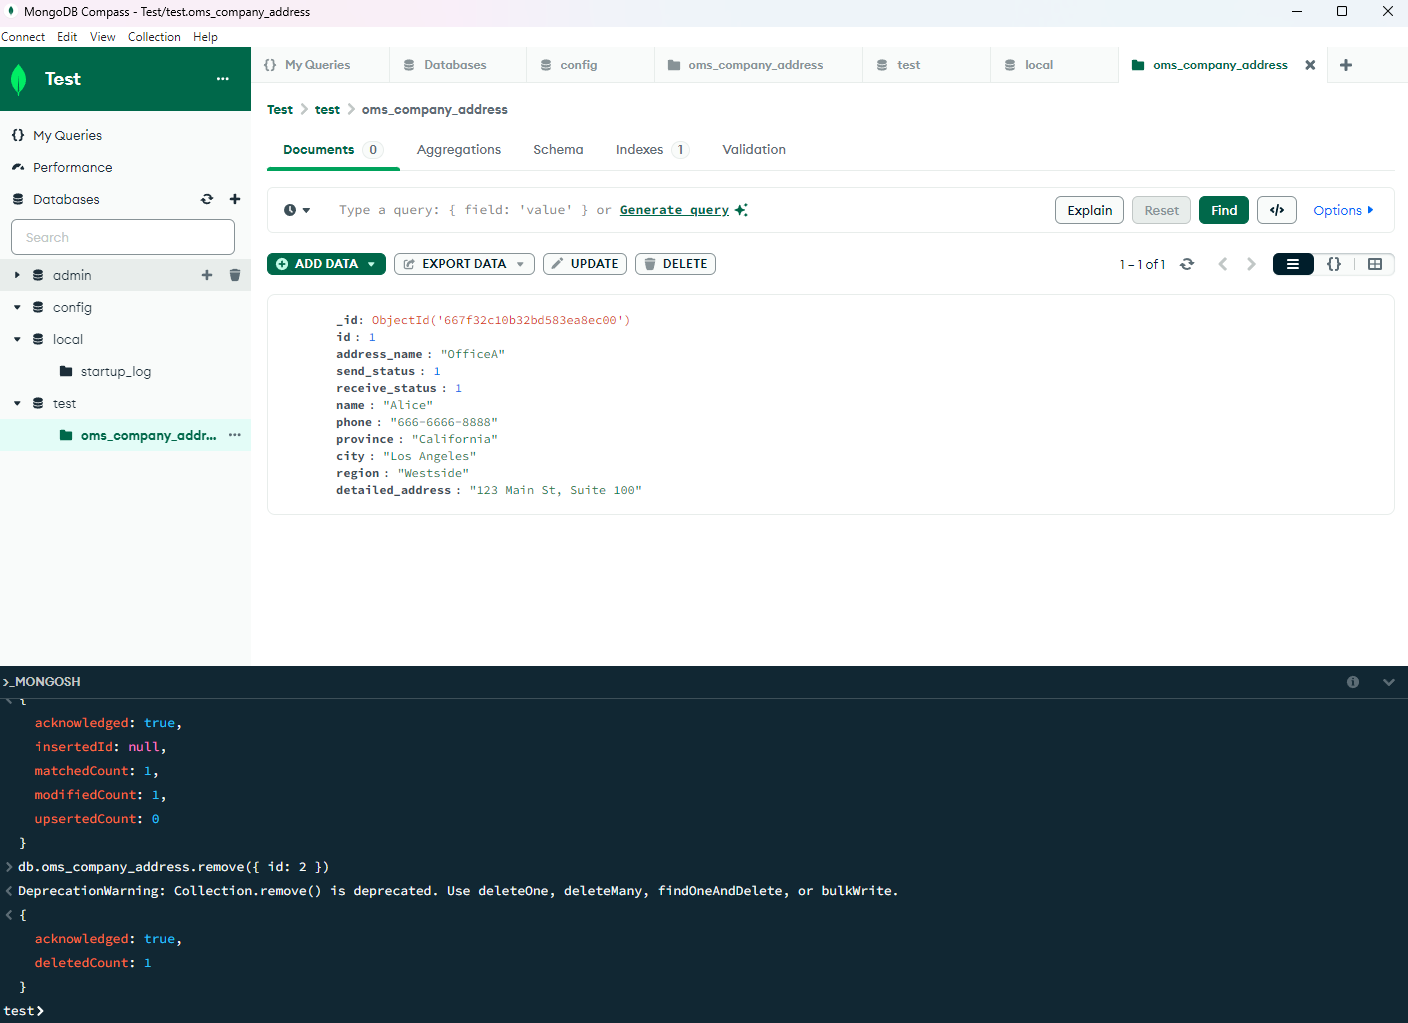 MongoDB Compass - Test/test.oms_company_address
Connect Edit View Collection Help
Test
My Queries
Performance
Databases
Search
admin
config
local
startup_log
test
oms_company_addr...
{} My Queries
Databases
config
oms_company_address
test
local
oms_company_address
Test > test > oms_company_address
Documents 0 Aggregations Schema Indexes 1 Validation
Type a query: { field: 'value' } or Generate query
Explain Reset Find </> Options
ADD DATA EXPORT DATA UPDATE DELETE
1 – 1 of 1
{}
_id: ObjectId('667f32c10b32bd583ea8ec00')
id : 1
address_name : "OfficeA"
send_status : 1
receive_status : 1
name : "Alice"
phone : "666-6666-8888"
province : "California"
city : "Los Angeles"
region : "Westside"
detailed_address : "123 Main St, Suite 100"
>_MONGOSH
{
acknowledged: true,
insertedId: null,
matchedCount: 1,
modifiedCount: 1,
upsertedCount: 0
}
> db.oms_company_address.remove({ id: 2 })
< DeprecationWarning: Collection.remove() is deprecated. Use deleteOne, deleteMany, findOneAndDelete, or bulkWrite.
< {
acknowledged: true,
deletedCount: 1
}
test>